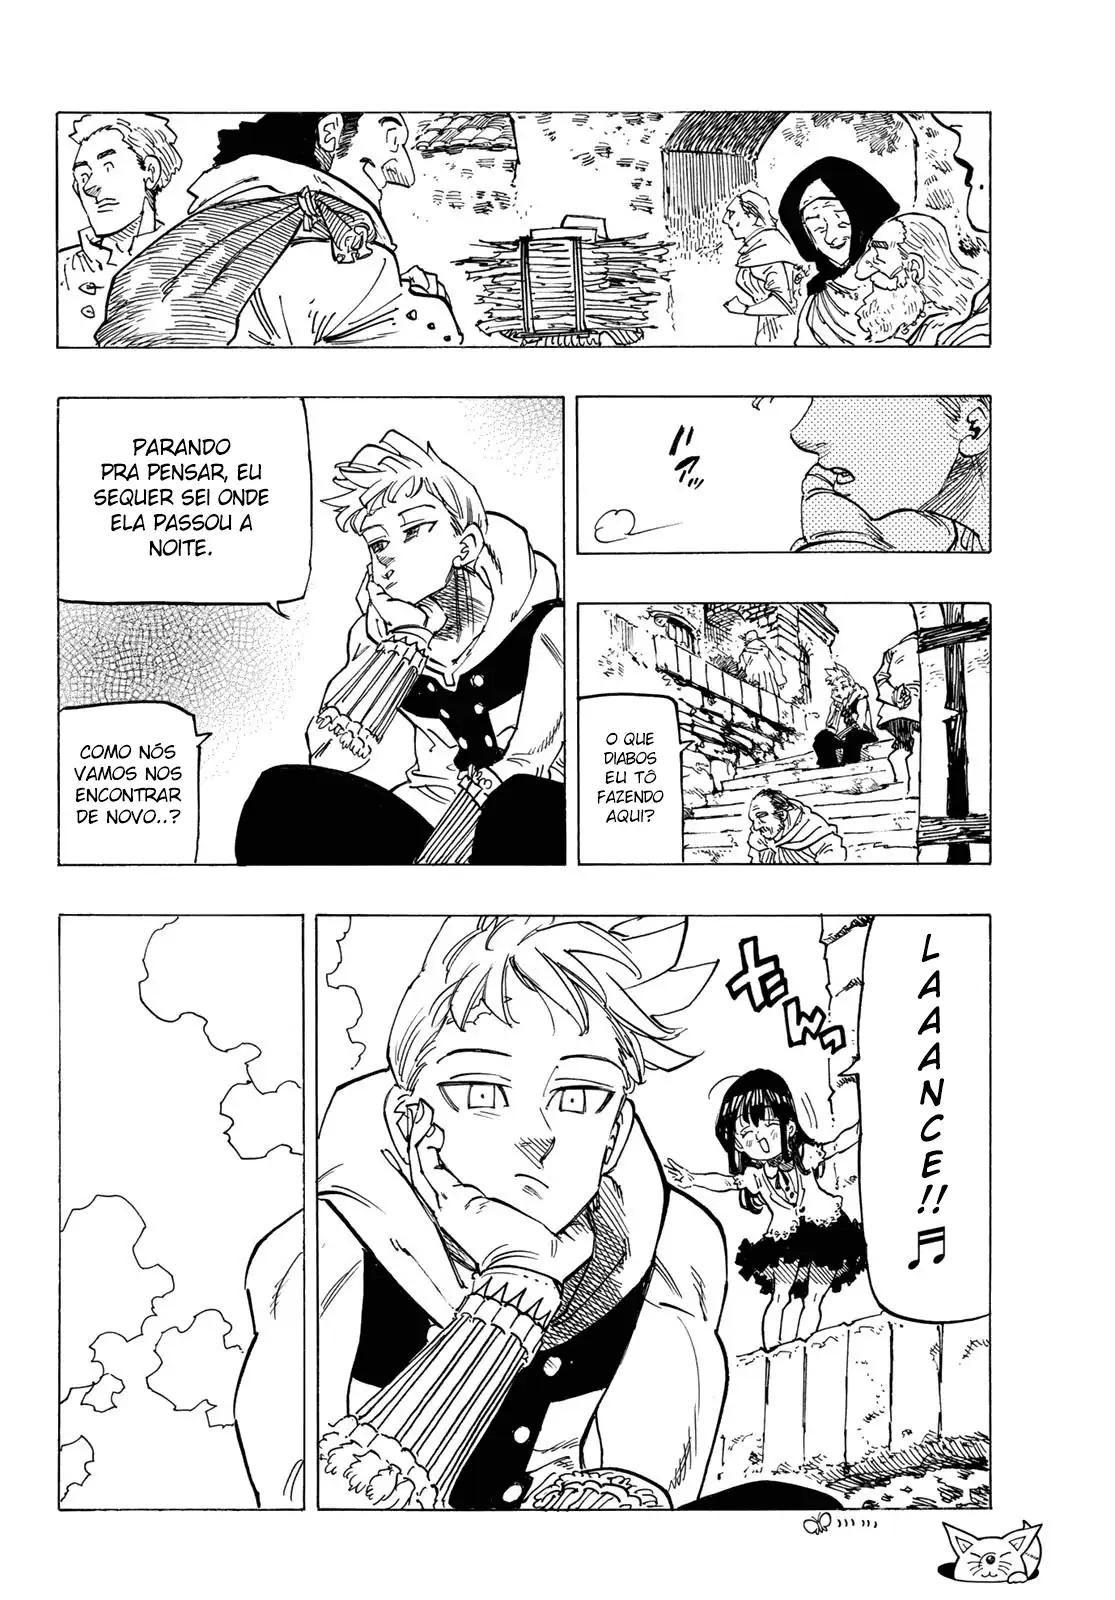 O QUE
DIABOS
EU TÔ
FAZENDO
AQUI?
PARANDO
PRA PENSAR, EU
SEQUER SEI ONDE
ELA PASSOU A
NOITE.
COMO NÓS
VAMOS NOS
ENCONTRAR
DE NOVO..?
LAAANCE!!